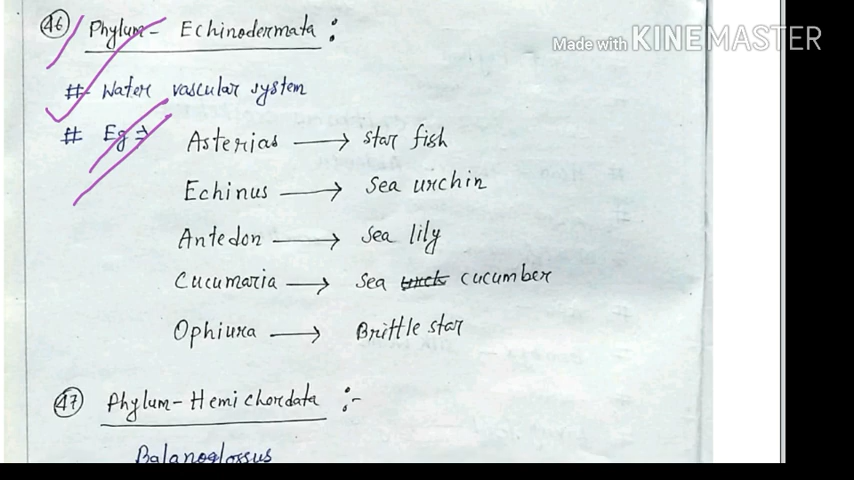 46 Phylum - Echinodermata :
Made with KINEMASTER
# Water vascular system
# Eg ⇒ Asterias → Star fish
Echinus → Sea urchin
Antedon → Sea lily
Cucumaria → Sea cucumber
Ophiura → Brittle star
47 Phylum - Hemichordata :-
Balanoglossus